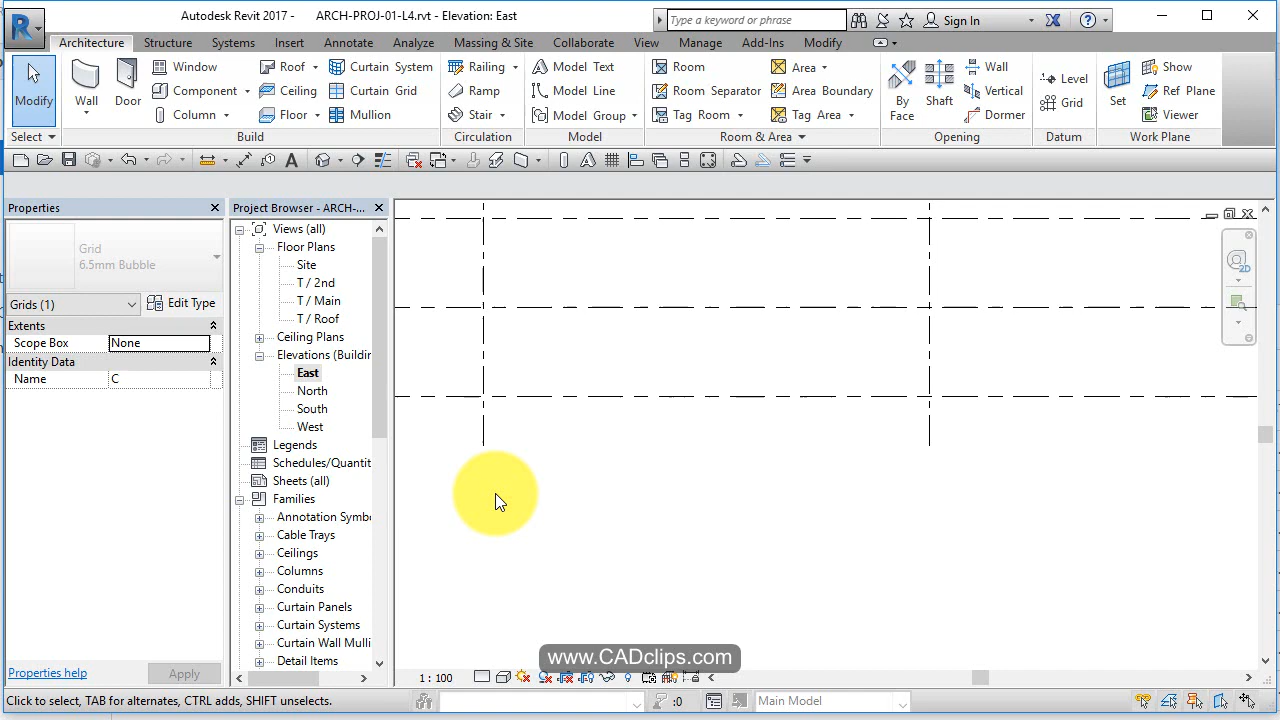 Autodesk Revit 2017 - ARCH-PROJ-01-L4.rvt - Elevation: East
Type a keyword or phrase
Sign In
R
Architecture Structure Systems Insert Annotate Analyze Massing & Site Collaborate View Manage Add-Ins Modify
Modify
Wall
Door
Window
Component
Column
Roof
Ceiling
Floor
Curtain System
Curtain Grid
Mullion
Railing
Ramp
Stair
Model Text
Model Line
Model Group
Room
Room Separator
Tag Room
Area
Area Boundary
Tag Area
By
Face
Shaft
Wall
Vertical
Dormer
Level
Grid
Set
Show
Ref Plane
Viewer
Select Build Circulation Model Room & Area Opening Datum Work Plane
A
Properties
Grid
6.5mm Bubble
Grids (1)
Edit Type
Extents
Scope Box None
Identity Data
Name C
Properties help
Apply
Project Browser - ARCH-...
Views (all)
Floor Plans
Site
T / 2nd
T / Main
T / Roof
Ceiling Plans
Elevations (Buildin
East
North
South
West
Legends
Schedules/Quantit
Sheets (all)
Families
Annotation Symb
Cable Trays
Ceilings
Columns
Conduits
Curtain Panels
Curtain Systems
Curtain Wall Mulli
Detail Items
2D
www.CADclips.com
1 : 100
Click to select, TAB for alternates, CTRL adds, SHIFT unselects.
:0
Main Model